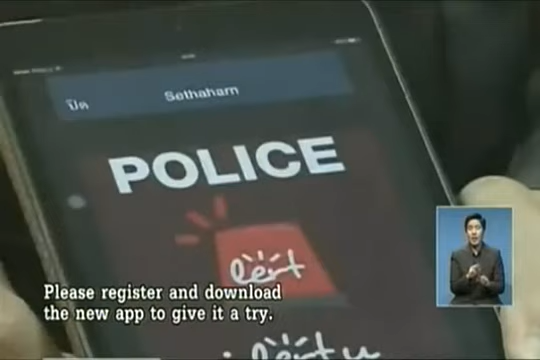 ปิด
Sethaharn
POLICE
lert
Please register and download
the new app to give it a try.